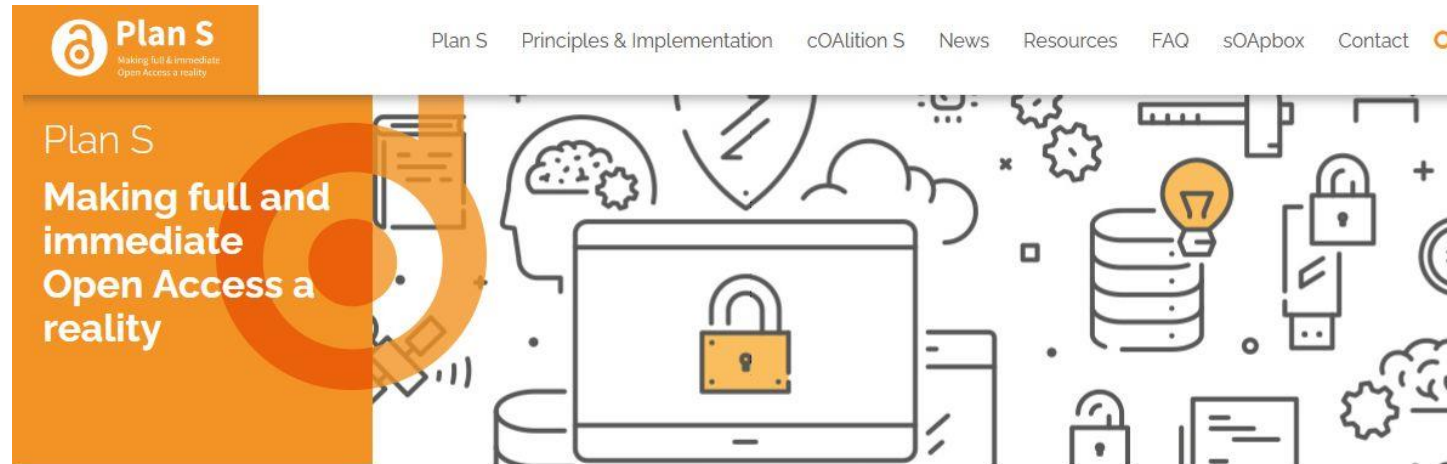 Plan S
Making full & immediate
Open Access a reality
Plan S Principles & Implementation cOAlition S News Resources FAQ sOApbox Contact
Plan S
Making full and
immediate
Open Access a
reality